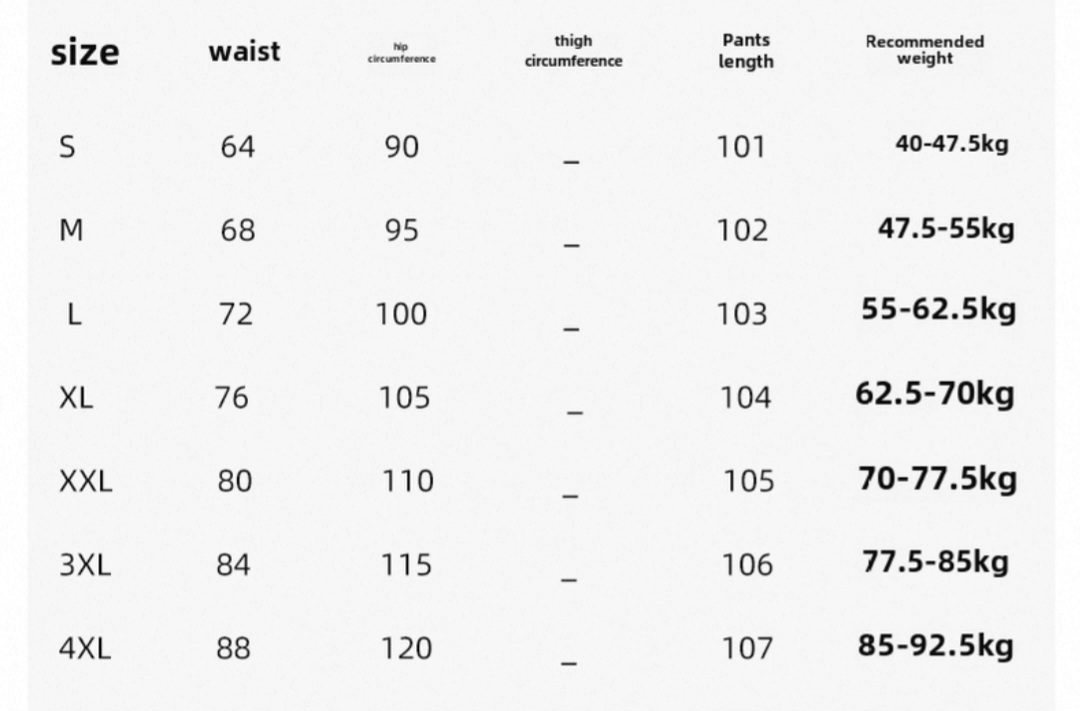 size waist hip circumference thigh circumference Pants length Recommended weight
S 64 90 _ 101 40-47.5kg
M 68 95 _ 102 47.5-55kg
L 72 100 _ 103 55-62.5kg
XL 76 105 _ 104 62.5-70kg
XXL 80 110 _ 105 70-77.5kg
3XL 84 115 _ 106 77.5-85kg
4XL 88 120 _ 107 85-92.5kg